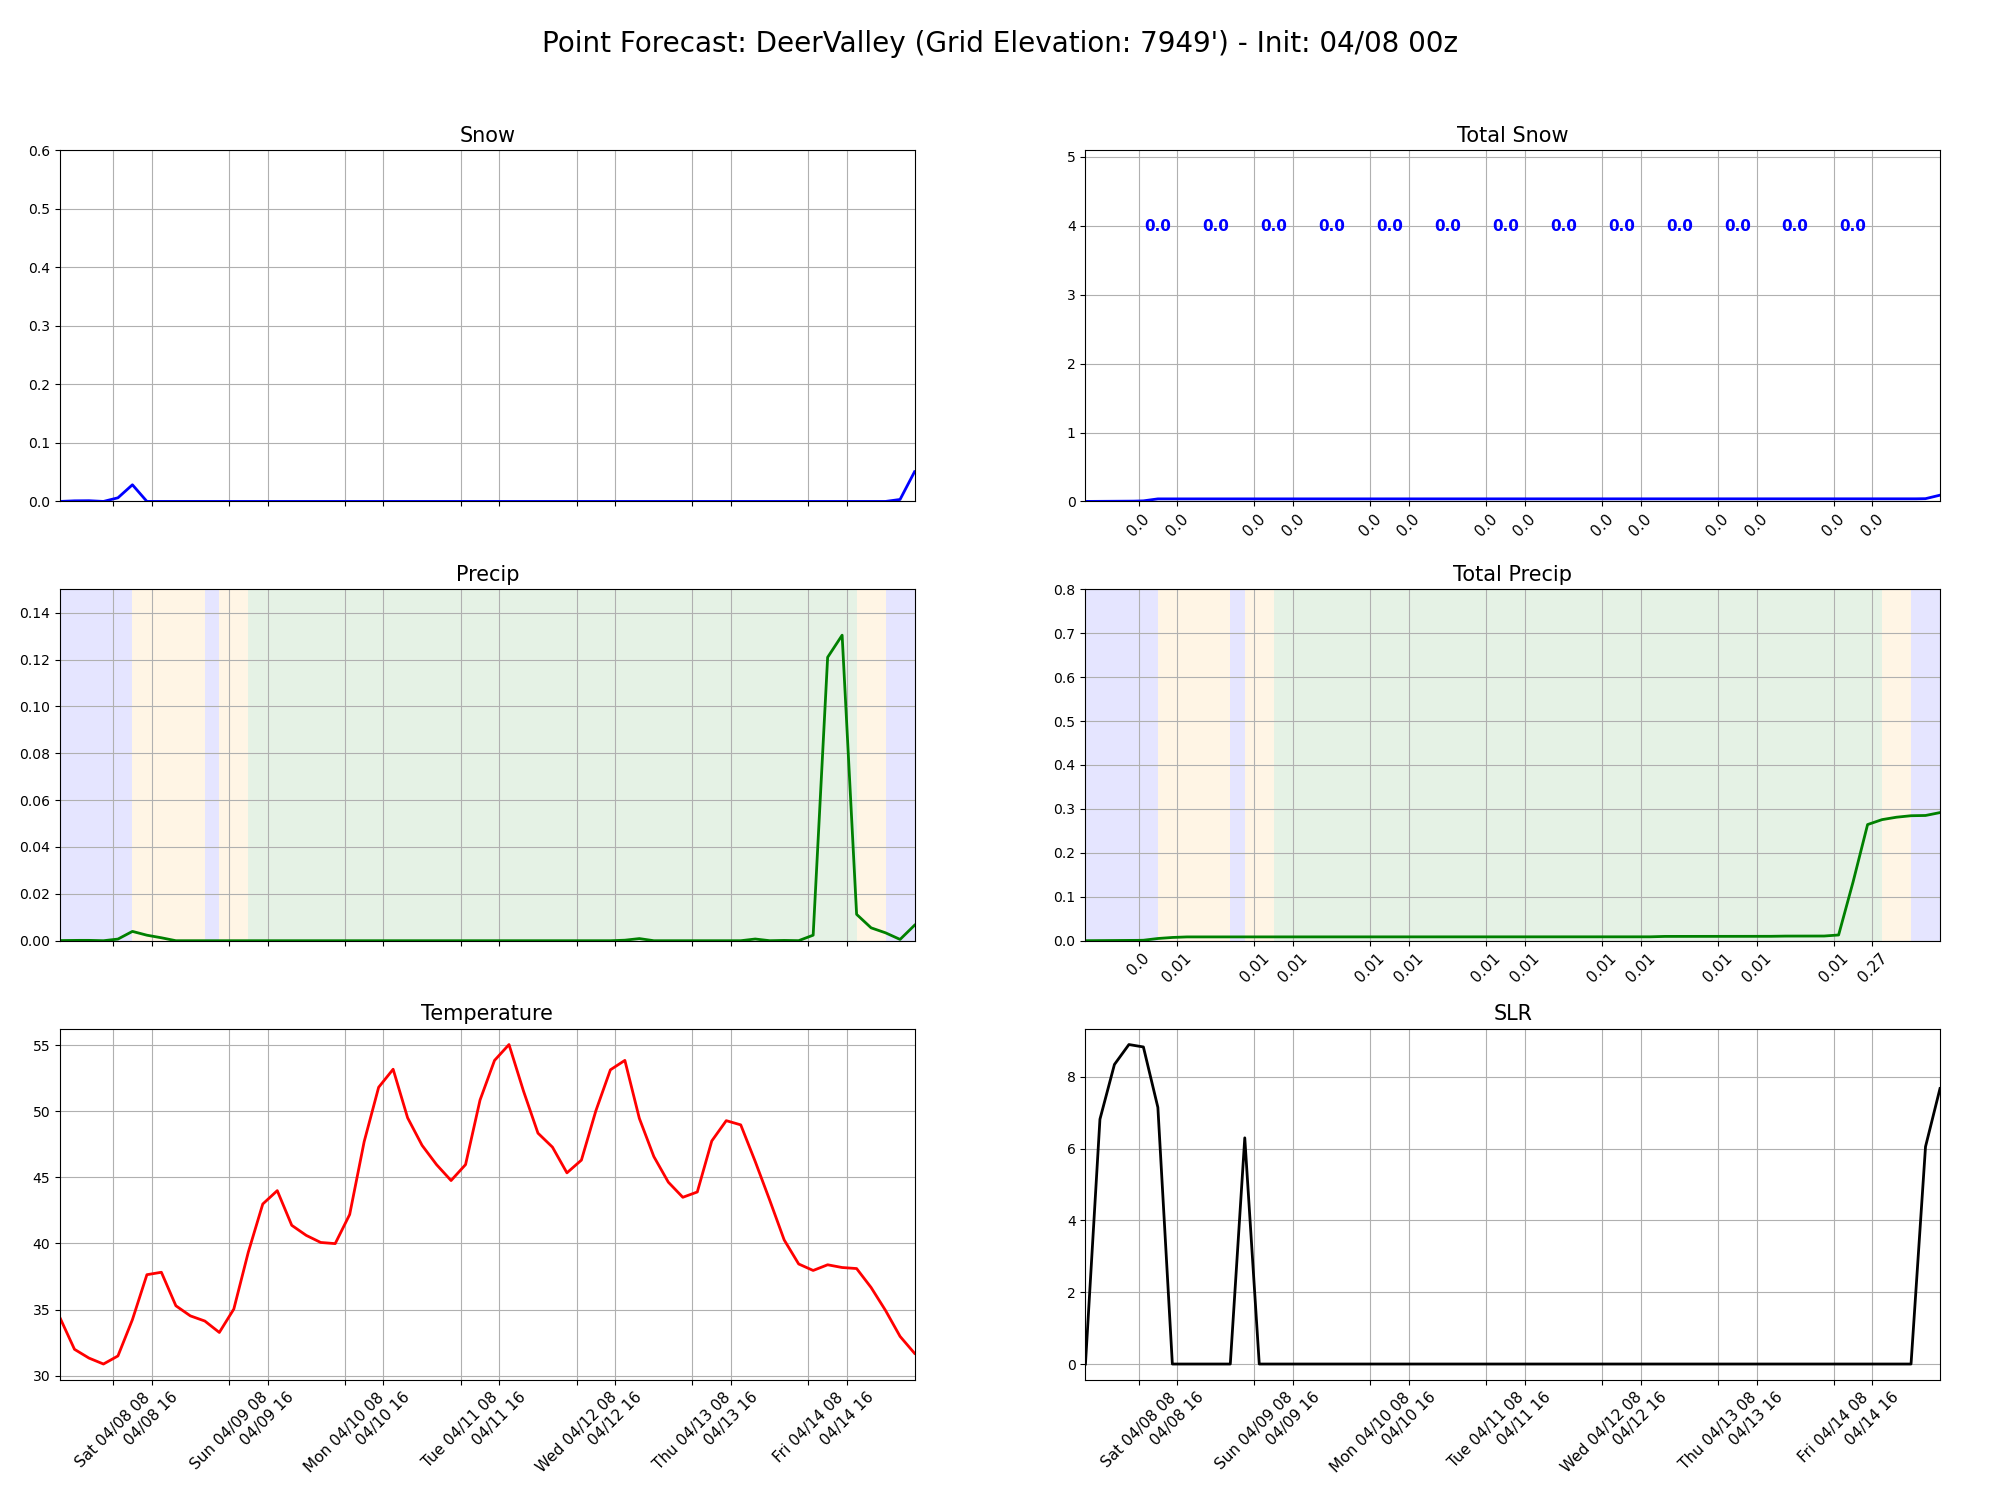 Point Forecast: DeerValley (Grid Elevation: 7949') - Init: 04/08 00z
Snow
0.6
0.5
0.4
0.3
0.2
0.1
0.0
Total Snow
5
4
3
2
1
0
0.0 0.0 0.0 0.0 0.0 0.0 0.0 0.0 0.0 0.0 0.0 0.0 0.0
0.0 0.0 0.0 0.0 0.0 0.0 0.0 0.0 0.0 0.0 0.0 0.0 0.0 0.0
Precip
0.14
0.12
0.10
0.08
0.06
0.04
0.02
0.00
Total Precip
0.8
0.7
0.6
0.5
0.4
0.3
0.2
0.1
0.0
0.0 0.01 0.01 0.01 0.01 0.01 0.01 0.01 0.01 0.01 0.01 0.01 0.01 0.27
Temperature
55
50
45
40
35
30
Sat 04/08 08
04/08 16
Sun 04/09 08
04/09 16
Mon 04/10 08
04/10 16
Tue 04/11 08
04/11 16
Wed 04/12 08
04/12 16
Thu 04/13 08
04/13 16
Fri 04/14 08
04/14 16
SLR
8
6
4
2
0
Sat 04/08 08
04/08 16
Sun 04/09 08
04/09 16
Mon 04/10 08
04/10 16
Tue 04/11 08
04/11 16
Wed 04/12 08
04/12 16
Thu 04/13 08
04/13 16
Fri 04/14 08
04/14 16